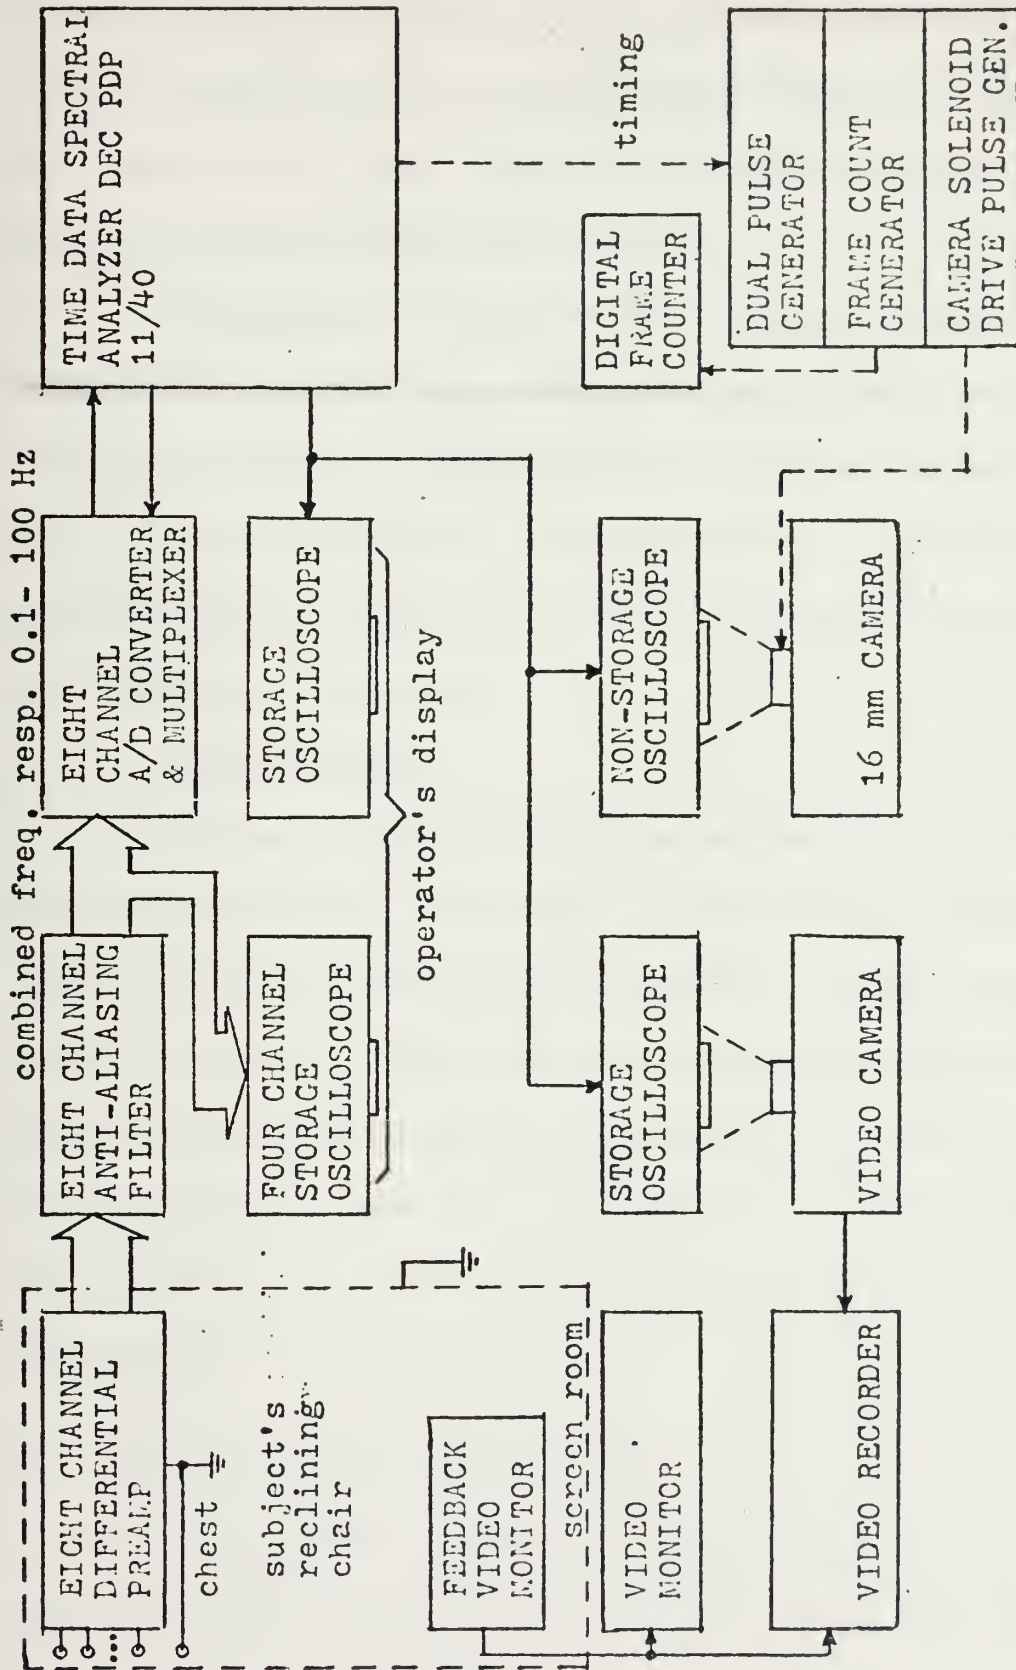 combined freq. resp. 0.1- 100 Hz
EIGHT CHANNEL
DIFFERENTIAL
PREAMP
chest
subject's
reclining
chair
FEEDBACK
VIDEO
MONITOR
screen room
VIDEO
MONITOR
VIDEO RECORDER
EIGHT CHANNEL
ANTI-ALIASING
FILTER
FOUR CHANNEL
STORAGE
OSCILLOSCOPE
operator's display
STORAGE
OSCILLOSCOPE
VIDEO CAMERA
EIGHT
CHANNEL
A/D CONVERTER
& MULTIPLEXER
STORAGE
OSCILLOSCOPE
NON-STORAGE
OSCILLOSCOPE
16 mm CAMERA
TIME DATA SPECTRAL
ANALYZER DEC PDP
11/40
timing
DIGITAL
FRAME
COUNTER
DUAL PULSE
GENERATOR
FRAME COUNT
GENERATOR
CAMERA SOLENOID
DRIVE PULSE GEN.